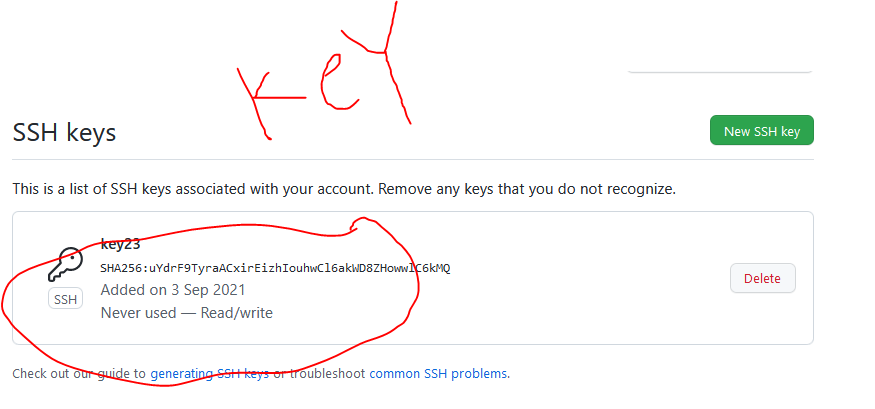 KeY
SSH keys
New SSH key
This is a list of SSH keys associated with your account. Remove any keys that you do not recognize.
key23
SHA256:uYdrF9TyraACxirEizhIouhwCl6akWD8ZHowwIC6kMQ
Added on 3 Sep 2021
SSH
Never used — Read/write
Delete
Check out our guide to generating SSH keys or troubleshoot common SSH problems.